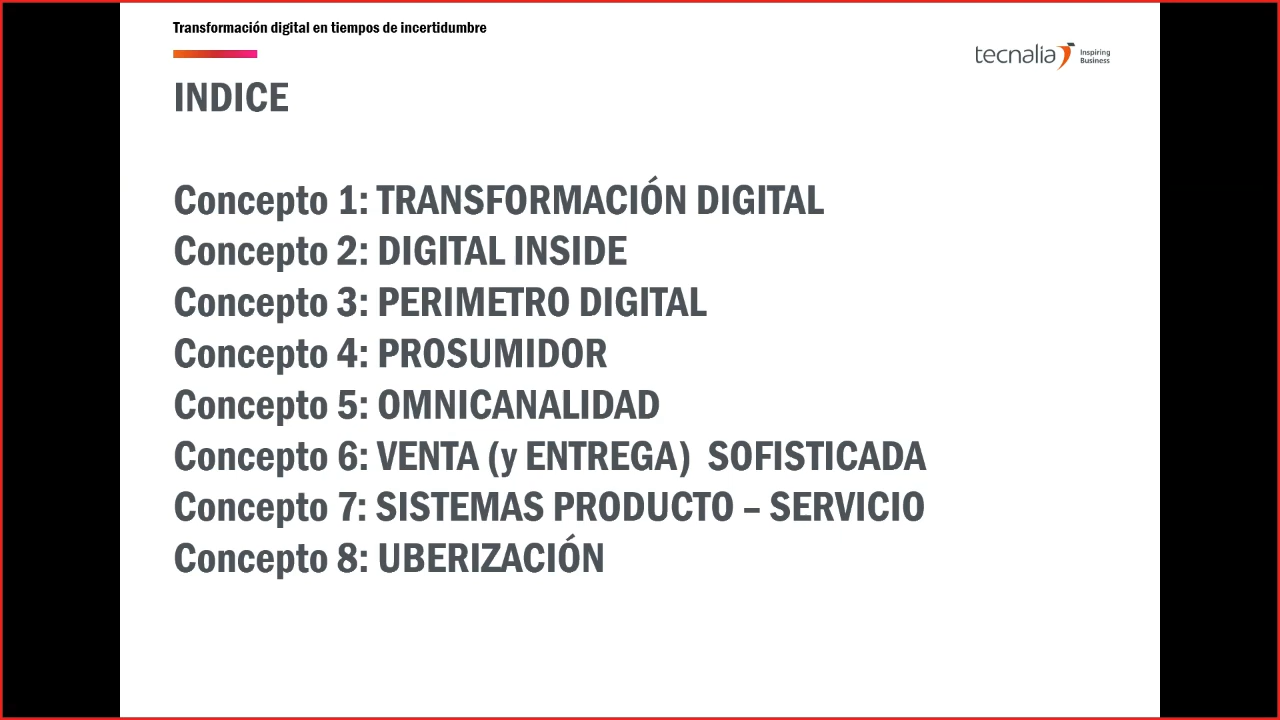 Transformación digital en tiempos de incertidumbre
tecnalia Inspiring Business
INDICE
Concepto 1: TRANSFORMACIÓN DIGITAL
Concepto 2: DIGITAL INSIDE
Concepto 3: PERIMETRO DIGITAL
Concepto 4: PROSUMIDOR
Concepto 5: OMNICANALIDAD
Concepto 6: VENTA (y ENTREGA)  SOFISTICADA
Concepto 7: SISTEMAS PRODUCTO – SERVICIO
Concepto 8: UBERIZACIÓN